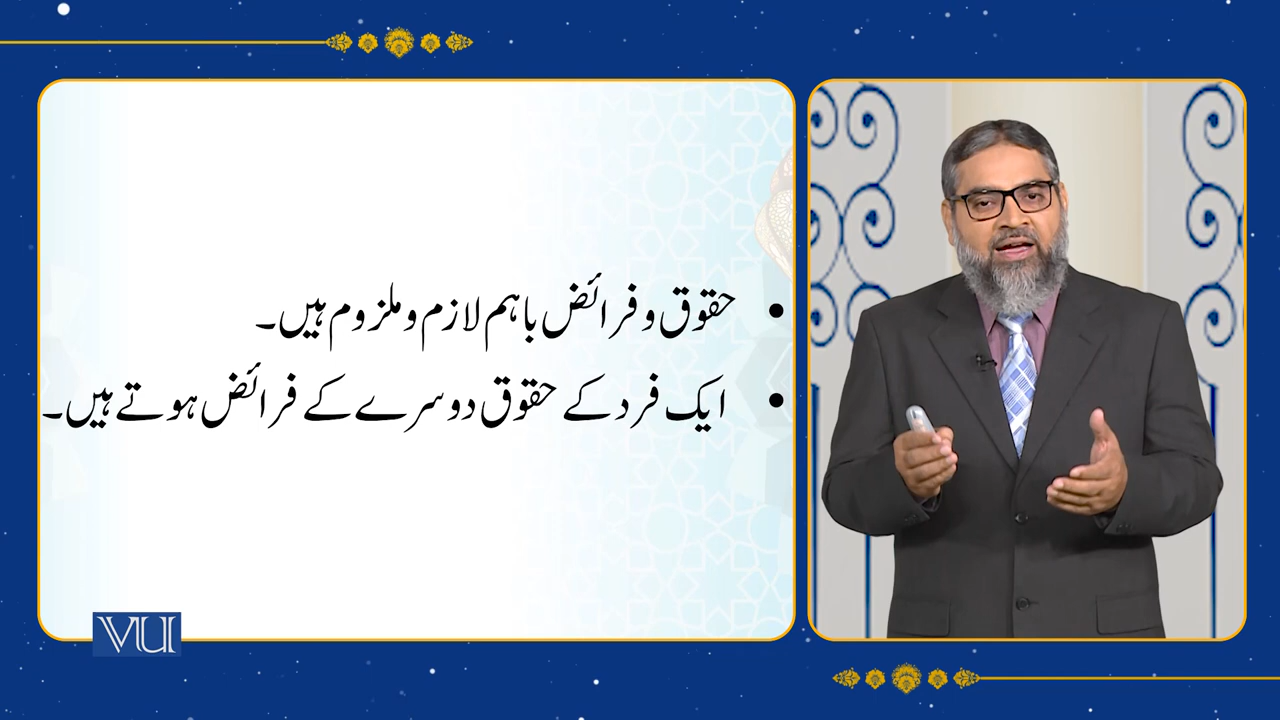 • حقوق و فرائض باہم لازم و ملزوم ہیں۔
• ایک فرد کے حقوق دوسرے کے فرائض ہوتے ہیں۔
VU